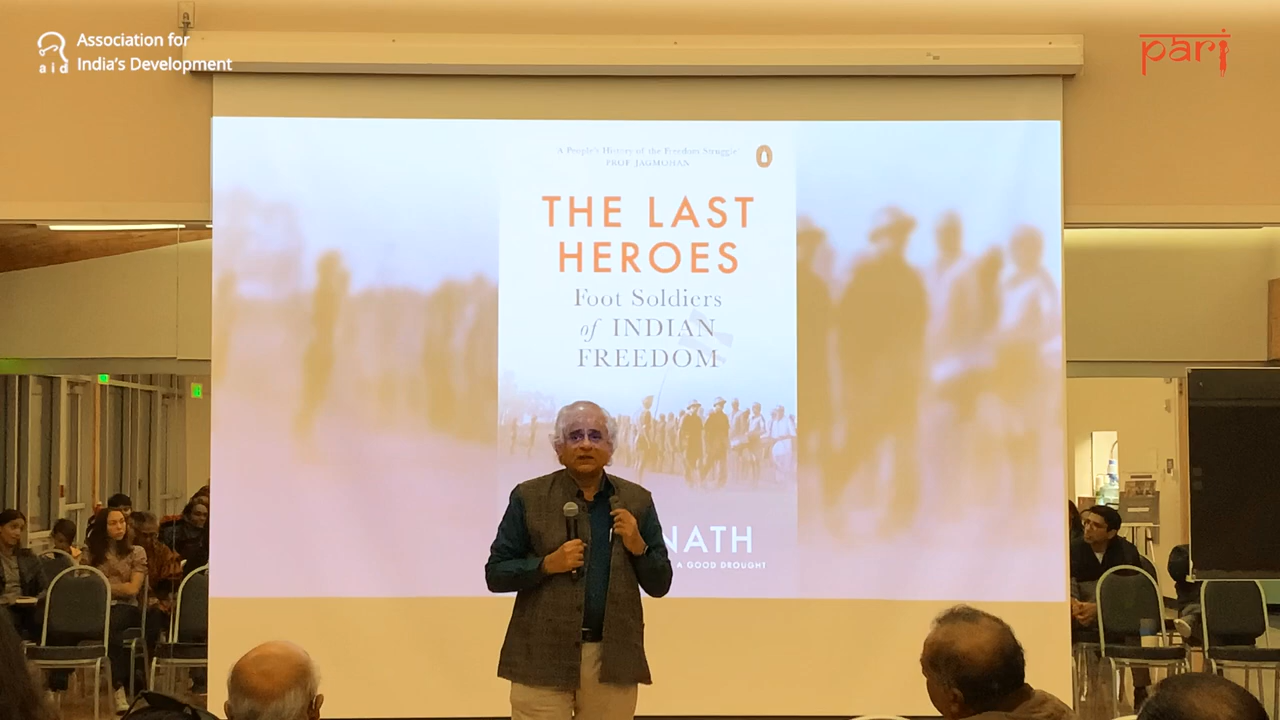 Association for
India's Development
aid
pari
A People's History of the Freedom Struggle'
PROF. JAGMOHAN
THE LAST
HEROES
Foot Soldiers
of INDIAN
FREEDOM
NATH
A GOOD DROUGHT